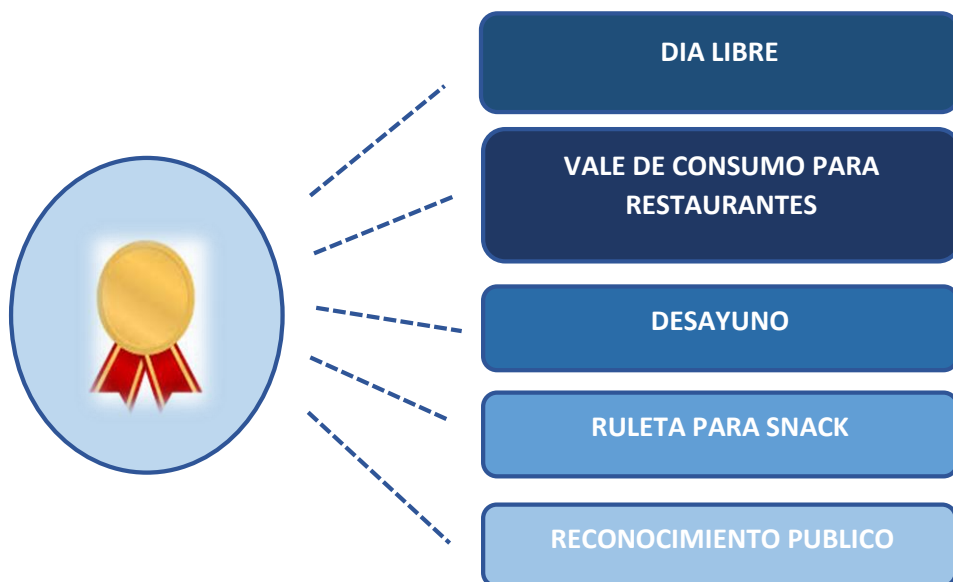 DIA LIBRE
VALE DE CONSUMO PARA
RESTAURANTES
DESAYUNO
RULETA PARA SNACK
RECONOCIMIENTO PUBLICO